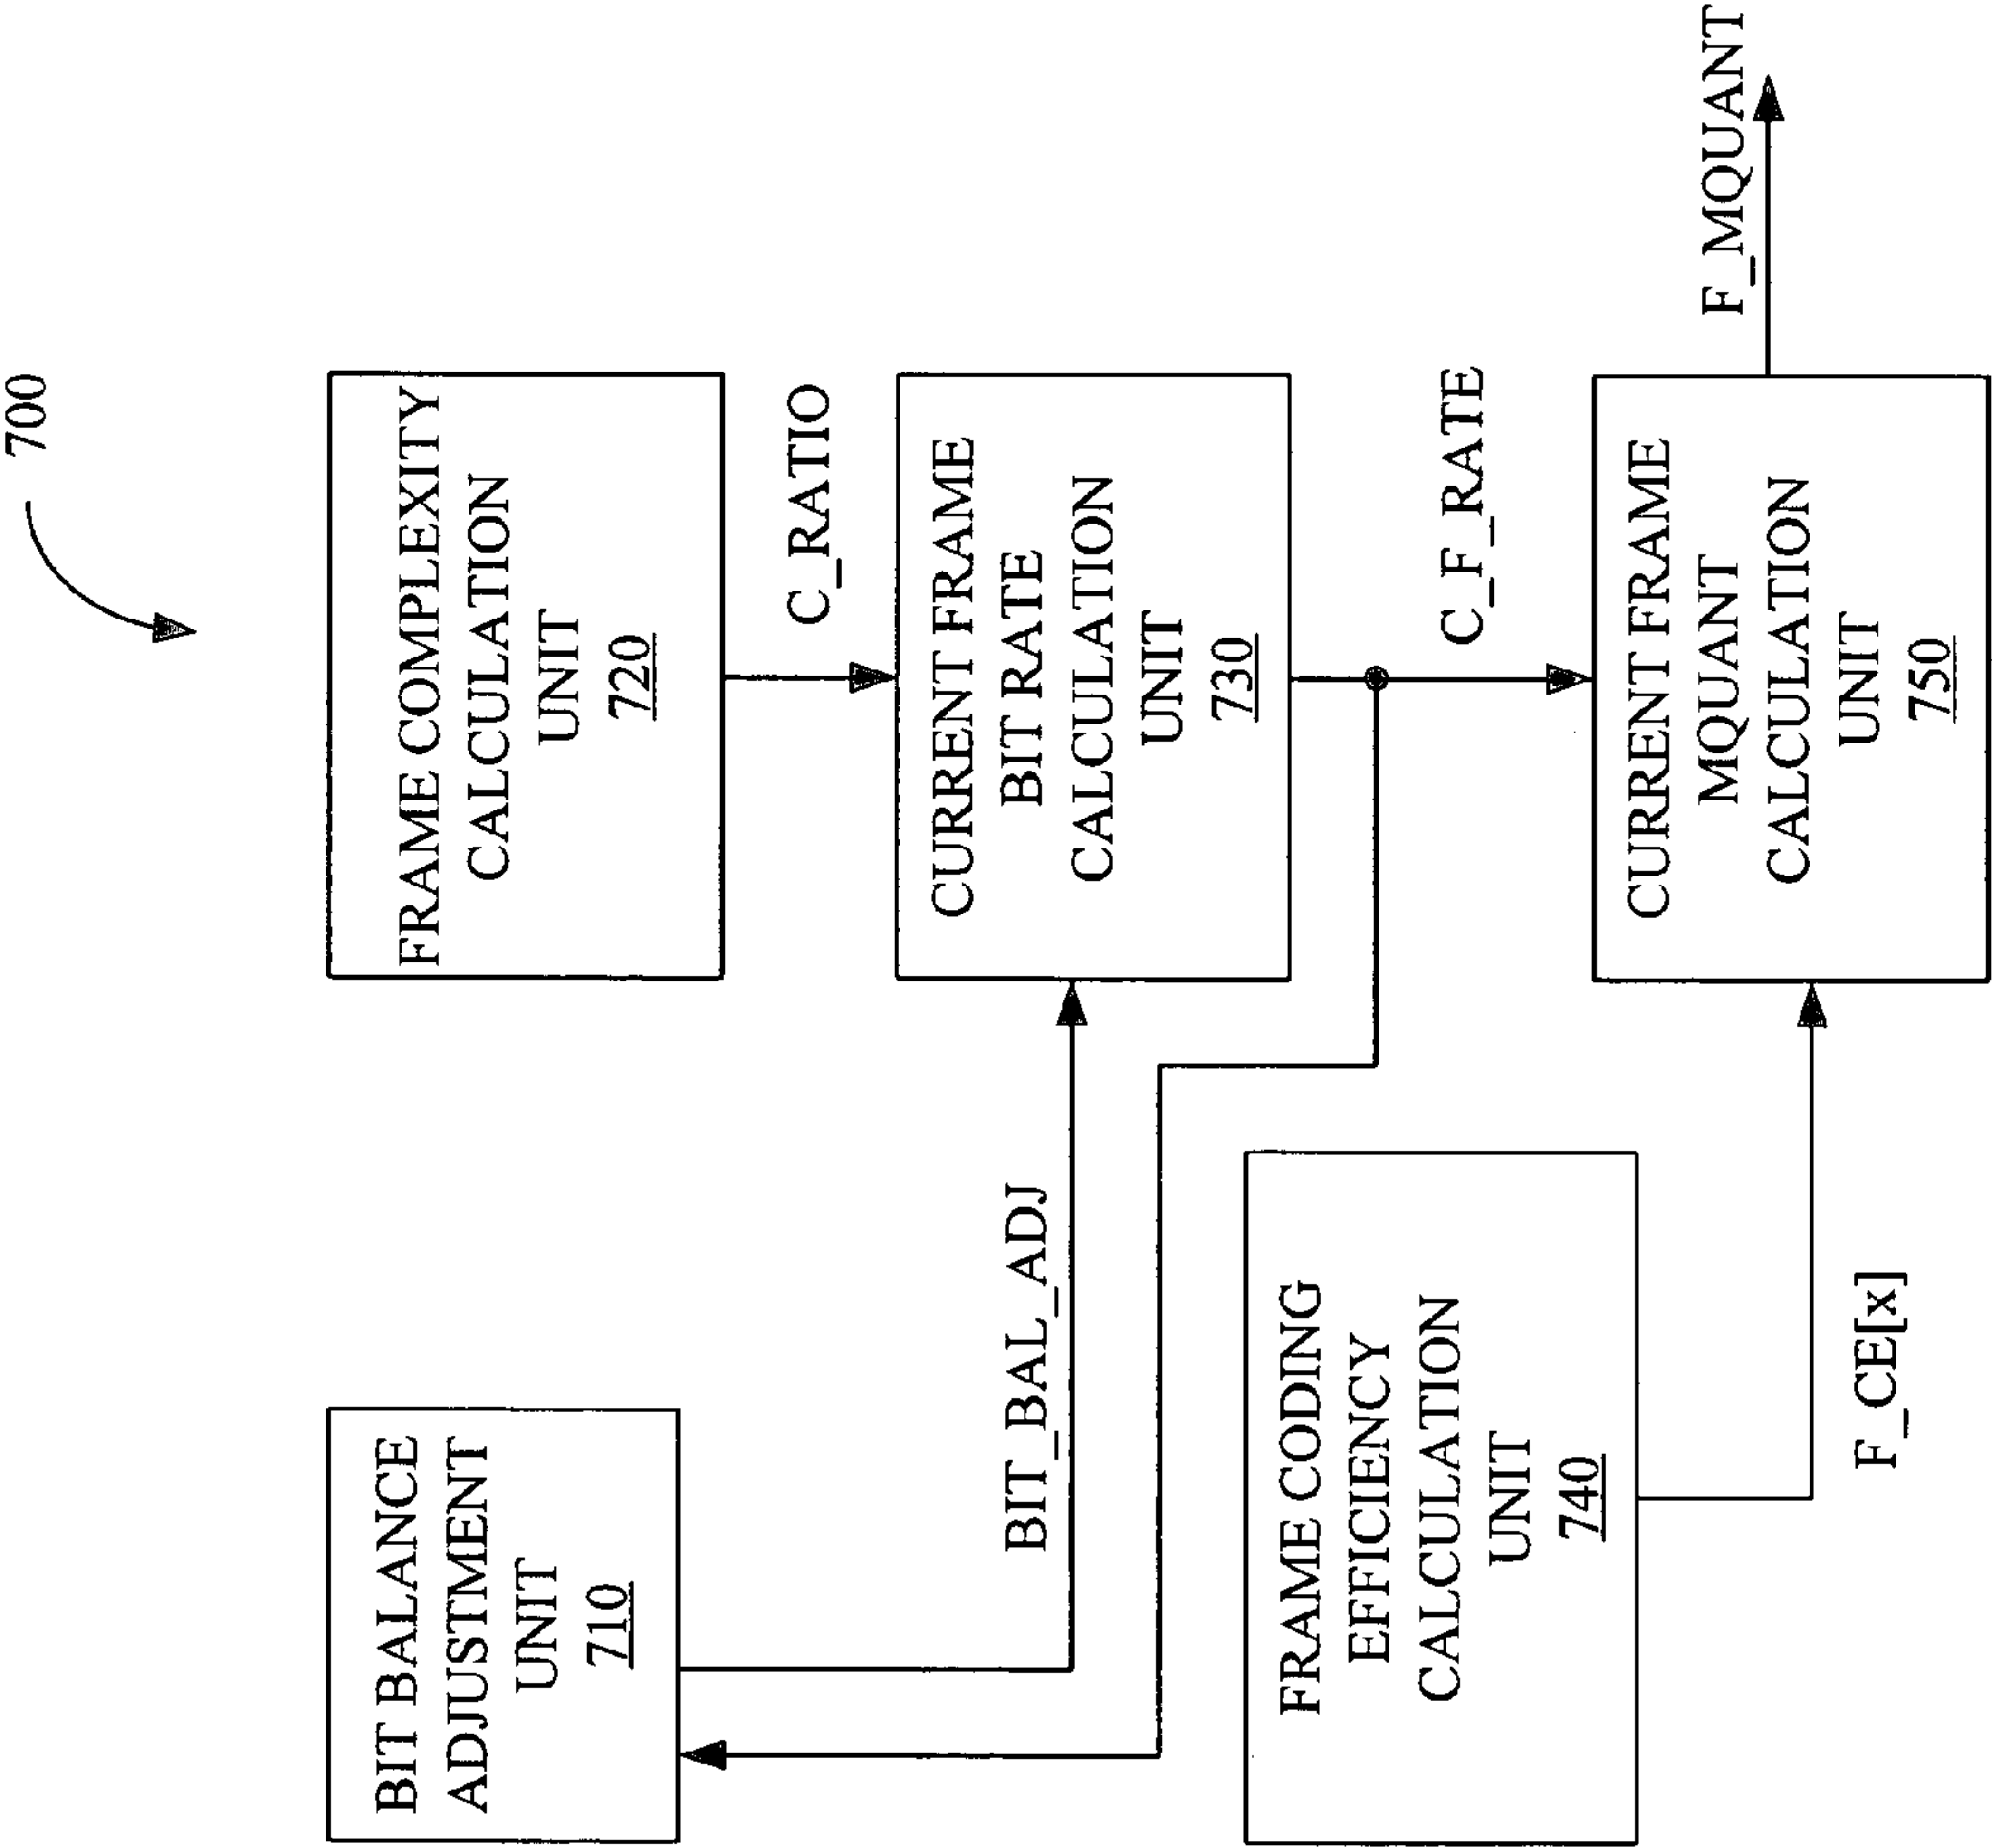 700
BIT BALANCE
ADJUSTMENT
UNIT
710
FRAME COMPLEXITY
CALCULATION
UNIT
720
C_RATIO
BIT_BAL_ADJ
CURRENT FRAME
BIT RATE
CALCULATION
UNIT
730
FRAME CODING
EFFICIENCY
CALCULATION
UNIT
740
C_F_RATE
F_CE[x]
CURRENT FRAME
MQUANT
CALCULATION
UNIT
750
F_MQUANT